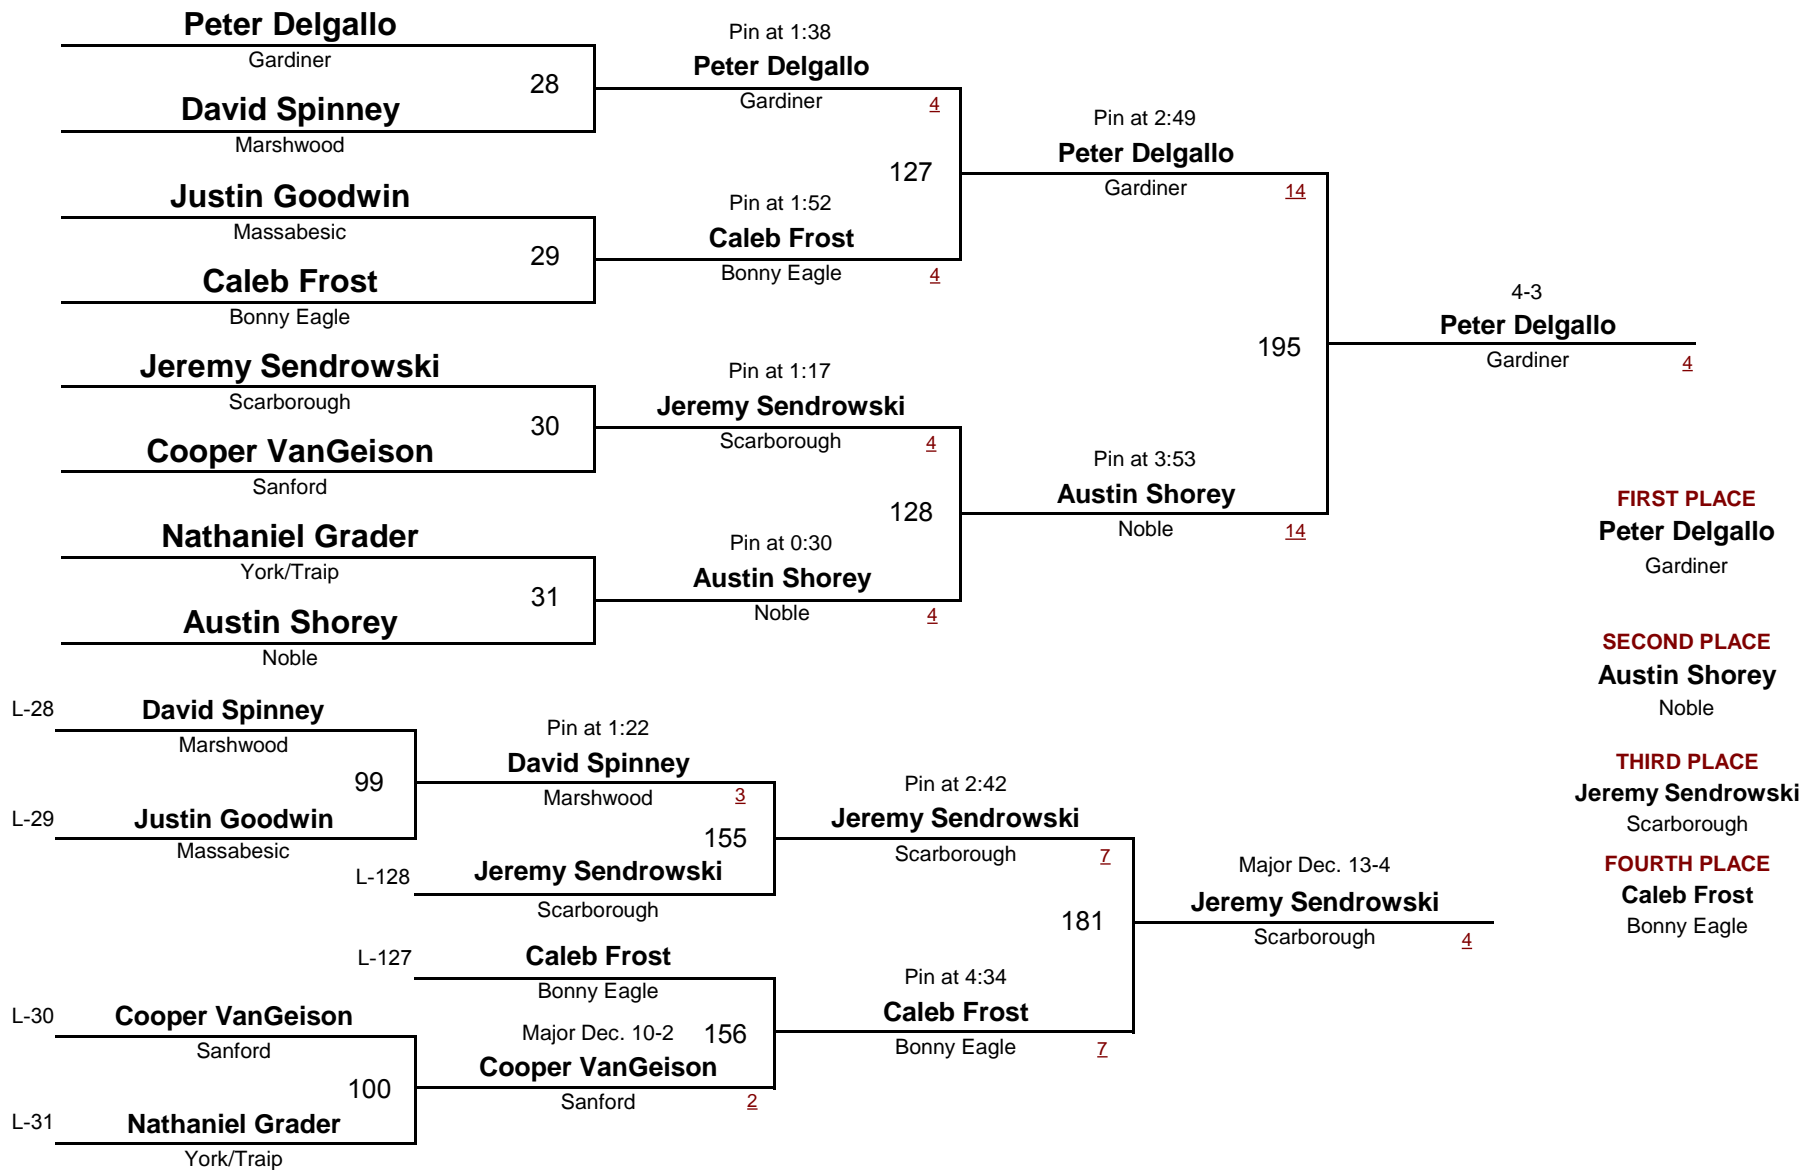 Peter Delgallo
Gardiner
28
David Spinney
Marshwood
Justin Goodwin
Massabesic
29
Caleb Frost
Bonny Eagle
Jeremy Sendrowski
Scarborough
30
Cooper VanGeison
Sanford
Nathaniel Grader
York/Traip
31
Austin Shorey
Noble
Pin at 1:38
Peter Delgallo
Gardiner
4
127
Pin at 1:52
Caleb Frost
Bonny Eagle
4
Pin at 1:17
Jeremy Sendrowski
Scarborough
4
128
Pin at 0:30
Austin Shorey
Noble
4
Pin at 2:49
Peter Delgallo
Gardiner
14
195
Pin at 3:53
Austin Shorey
Noble
14
4-3
Peter Delgallo
Gardiner
4
FIRST PLACE
Peter Delgallo
Gardiner
SECOND PLACE
Austin Shorey
Noble
THIRD PLACE
Jeremy Sendrowski
Scarborough
FOURTH PLACE
Caleb Frost
Bonny Eagle
L-28
David Spinney
Marshwood
99
L-29
Justin Goodwin
Massabesic
L-30
Cooper VanGeison
Sanford
100
L-31
Nathaniel Grader
York/Traip
Pin at 1:22
David Spinney
Marshwood
3
155
L-128
Jeremy Sendrowski
Scarborough
L-127
Caleb Frost
Bonny Eagle
Major Dec. 10-2
156
Cooper VanGeison
Sanford
2
Pin at 2:42
Jeremy Sendrowski
Scarborough
7
181
Pin at 4:34
Caleb Frost
Bonny Eagle
7
Major Dec. 13-4
Jeremy Sendrowski
Scarborough
4